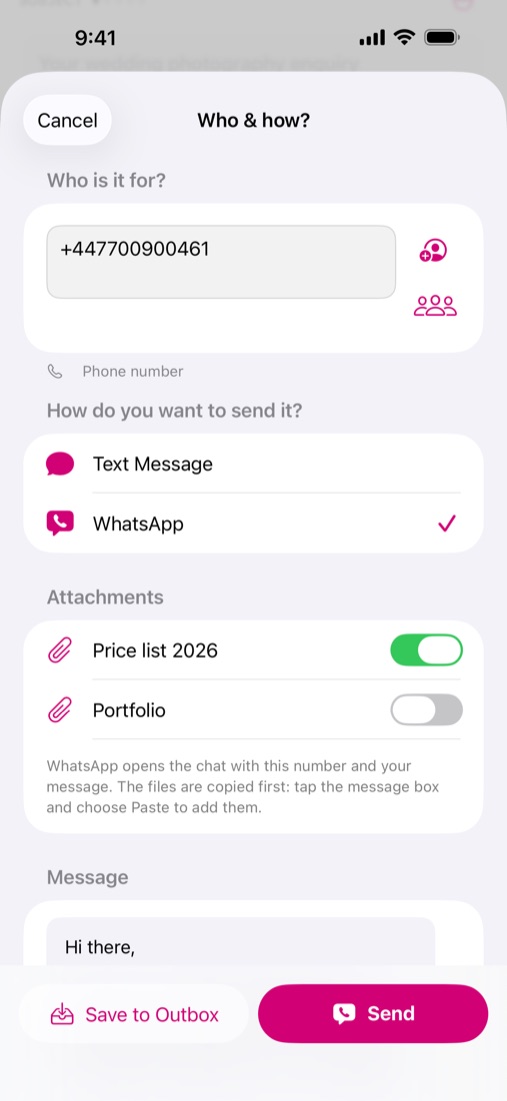 9:41
Cancel
Who & how?
Who is it for?
+447700900461
Phone number
How do you want to send it?
Text Message
WhatsApp
Attachments
Price list 2026
Portfolio
WhatsApp opens the chat with this number and your
message. The files are copied first: tap the message box
and choose Paste to add them.
Message
Hi there,
Save to Outbox
Send